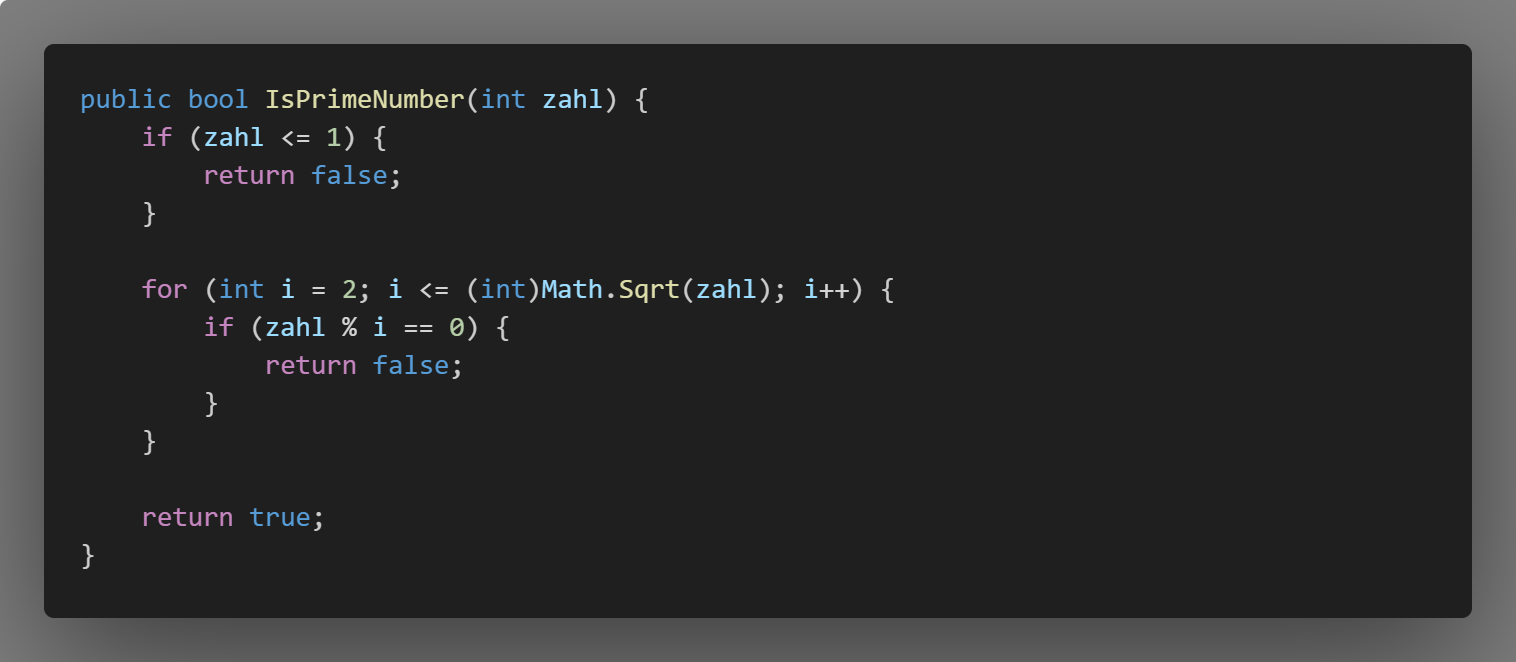 public bool IsPrimeNumber(int zahl) {
    if (zahl <= 1) {
        return false;
    }

    for (int i = 2; i <= (int)Math.Sqrt(zahl); i++) {
        if (zahl % i == 0) {
            return false;
        }
    }

    return true;
}